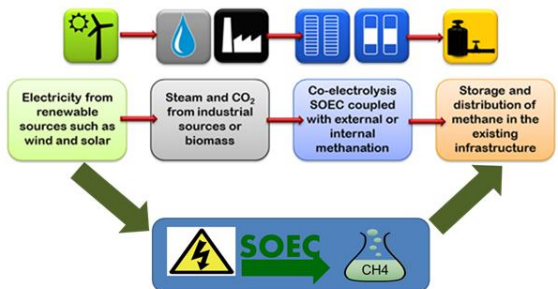 Electricity from
renewable
sources such as
wind and solar
Steam and CO₂
from industrial
sources or
biomass
Co-electrolysis
SOEC coupled
with external or
internal
methanation
Storage and
distribution of
methane in the
existing
infrastructure
SOEC
CH4